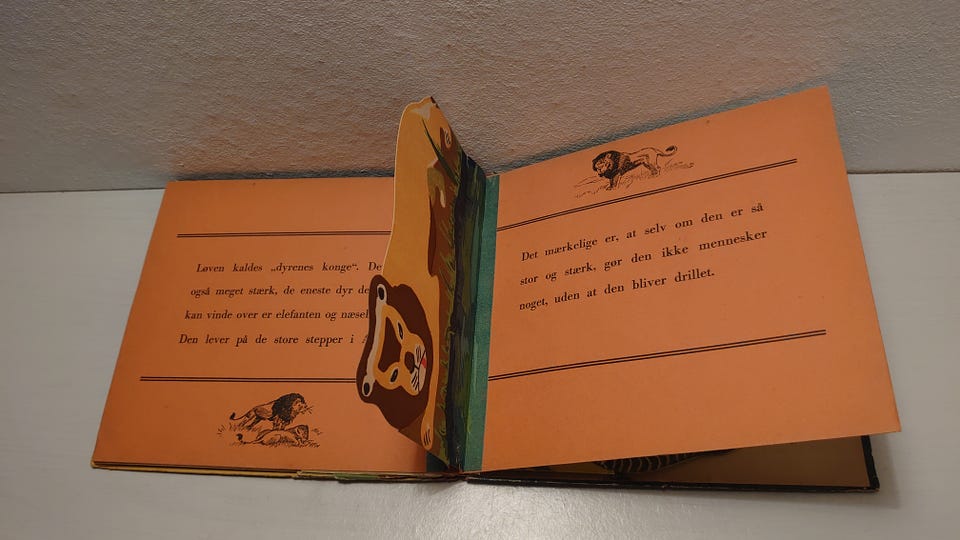 Løven kaldes „dyrenes konge“. De
også meget stærk, de eneste dyr de
kan vinde over er elefanten og
Den lever på de store stepper i
Det mærkelige er, at selv om den er så
stor og stærk, gør den ikke mennesker
noget, uden at den bliver drillet.